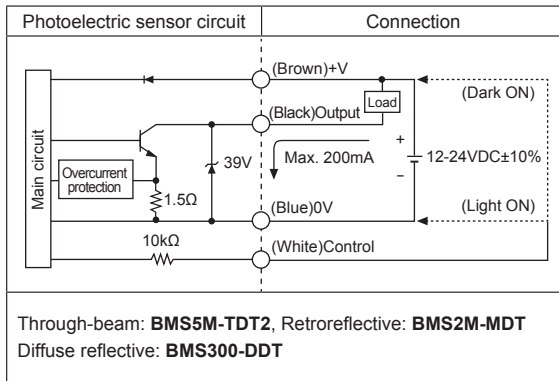 Photoelectric sensor circuit
Connection
(Brown)+V
(Dark ON)
(Black)Output
Load
Main circuit
Max. 200mA
+
12-24VDC±10%
−
39V
Overcurrent
protection
1.5Ω
(Blue)0V
(Light ON)
10kΩ
(White)Control
Through-beam: BMS5M-TDT2, Retroreflective: BMS2M-MDT
Diffuse reflective: BMS300-DDT